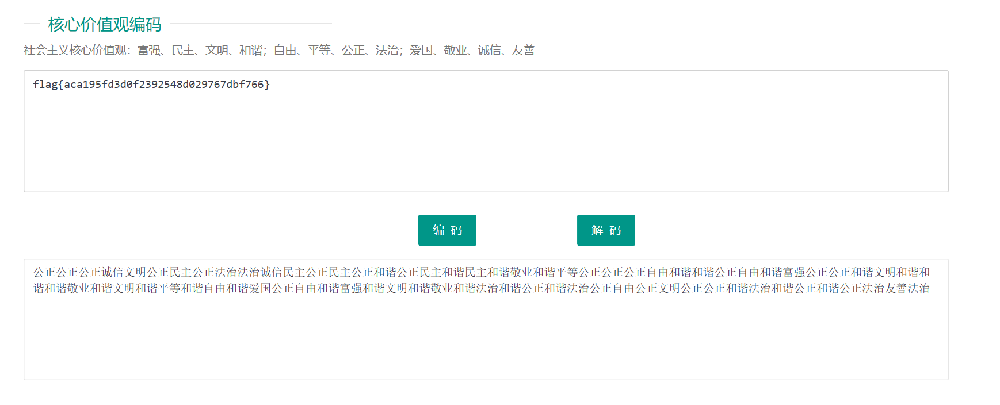 核心价值观编码
社会主义核心价值观：富强、民主、文明、和谐；自由、平等、公正、法治；爱国、敬业、诚信、友善
flag{aca195fd3d0f2392548d029767dbf766}
编 码
解 码
公正公正公正诚信文明公正民主公正法治法治诚信民主公正民主公正和谐公正民主和谐民主和谐敬业和谐平等公正公正公正自由和谐和谐公正自由和谐富强公正公正和谐文明和谐和
谐和谐敬业和谐文明和谐平等和谐自由和谐爱国公正自由和谐富强和谐文明和谐敬业和谐法治和谐公正和谐法治公正自由公正文明公正公正和谐法治和谐公正和谐公正法治友善法治